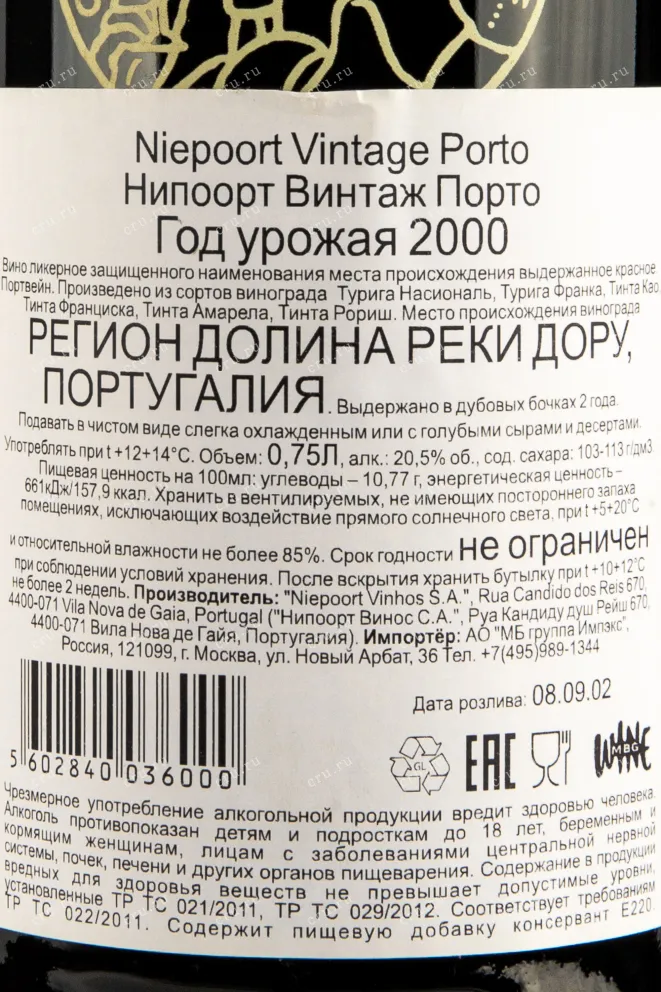 Niepoort Vintage Porto
Нипоорт Винтаж Порто
Год урожая 2000
Вино ликерное защищенного наименования места происхождения выдержанное красное.
Портвейн. Произведено из сортов винограда Турига Насиональ, Турига Франка, Тинта Као,
Тинта Франциска, Тинта Амарела, Тинта Рориш. Место происхождения винограда
РЕГИОН ДОЛИНА РЕКИ ДОРУ,
ПОРТУГАЛИЯ. Выдержано в дубовых бочках 2 года.
Подавать в чистом виде слегка охлажденным или с голубыми сырами и десертами.
Употреблять при t +12+14°C. Объем: 0,75Л, алк.: 20,5% об., сод. сахара: 103-113 г/дм3.
Пищевая ценность на 100мл: углеводы – 10,77 г, энергетическая ценность –
661кДж/157,9 ккал. Хранить в вентилируемых, не имеющих постороннего запаха
помещениях, исключающих воздействие прямого солнечного света, при t +5+20°C
и относительной влажности не более 85%. Срок годности не ограничен
при соблюдении условий хранения. После вскрытия хранить бутылку при t +10+12°C
не более 2 недель. Производитель: "Niepoort Vinhos S.A.", Rua Candido dos Reis 670,
4400-071 Vila Nova de Gaia, Portugal ("Нипоорт Винос С.А.", Руа Кандиду душ Рейш 670,
4400-071 Вила Нова де Гайя, Португалия). Импортёр: АО "МБ группа Импэкс",
Россия, 121099, г. Москва, ул. Новый Арбат, 36 Тел. +7(495)989-1344
Дата розлива: 08.09.02
GL
EAC
WINE
MBG
5 602840 036000
Чрезмерное употребление алкогольной продукции вредит здоровью человека.
Алкоголь противопоказан детям и подросткам до 18 лет, беременным и
кормящим женщинам, лицам с заболеваниями центральной нервной
системы, почек, печени и других органов пищеварения. Содержание в продукции
вредных для здоровья веществ не превышает допустимые уровни,
установленные ТР ТС 021/2011, ТР ТС 029/2012. Соответствует требованиям
ТР ТС 022/2011. Содержит пищевую добавку консервант Е220.
cru.ru